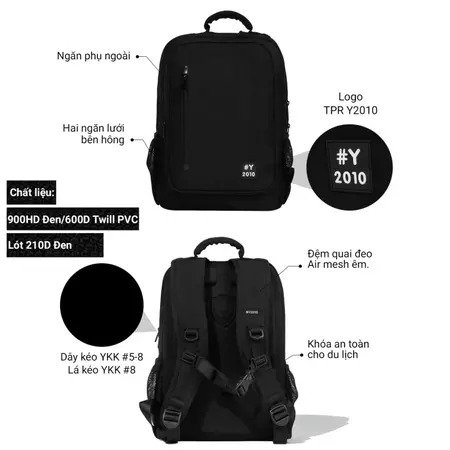 Ngăn phụ ngoài
Logo
TPR Y2010
Hai ngăn lưới
bên hông
#Y
2010
#Y
2010
Chất liệu:
900HD Đen/600D Twill PVC
Lót 210D Đen
Đệm quai đeo
Air mesh êm.
#Y2010
Khóa an toàn
cho du lịch
Dây kéo YKK #5-8
Lá kéo YKK #8